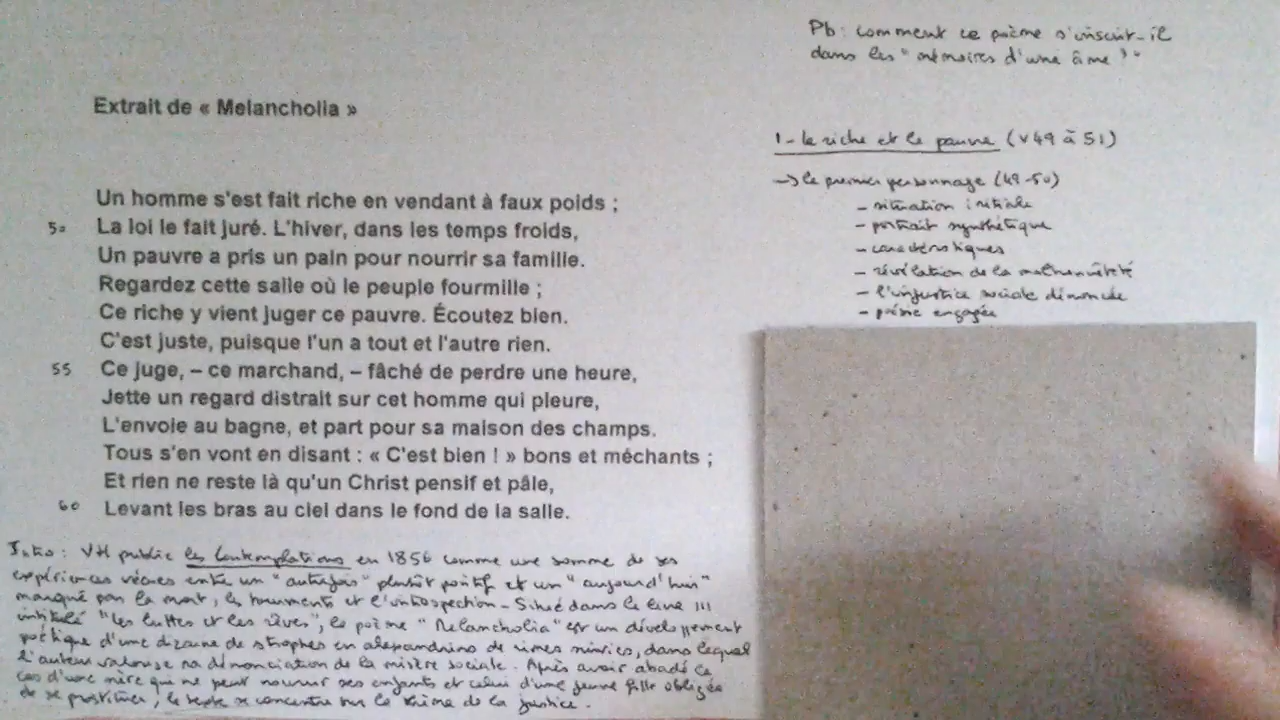 Pb : comment ce poème s'inscrit-il
dans les "mémoires d'une âme" ?
Extrait de « Melancholia »
Un homme s'est fait riche en vendant à faux poids ;
50 La loi le fait juré. L'hiver, dans les temps froids,
Un pauvre a pris un pain pour nourrir sa famille.
Regardez cette salle où le peuple fourmille ;
Ce riche y vient juger ce pauvre. Écoutez bien.
C'est juste, puisque l'un a tout et l'autre rien.
55 Ce juge, – ce marchand, – fâché de perdre une heure,
Jette un regard distrait sur cet homme qui pleure,
L'envoie au bagne, et part pour sa maison des champs.
Tous s'en vont en disant : « C'est bien ! » bons et méchants ;
Et rien ne reste là qu'un Christ pensif et pâle,
60 Levant les bras au ciel dans le fond de la salle.
Intro : VH publie les Contemplations en 1856 comme une somme de ses
expériences vécues entre un "autrefois" plutôt positif et un "aujourd'hui"
marqué par la mort, les tourments et l'introspection - Situé dans le livre III
intitulé "Les luttes et les rêves", le poème "Melancholia" est un développement
poétique d'une dizaine de strophes en alexandrins de rimes suivies, dans lequel
l'auteur valorise sa dénonciation de la misère sociale. Après avoir abordé le
cas d'une mère qui ne peut nourrir ses enfants et celui d'une jeune fille obligée
de se prostituer, le texte se concentre sur le thème de la justice.
1 - Le riche et le pauvre (v 49 à 51)
→ le premier personnage (49-50)
- situation initiale
- portrait synthétique
- caractéristiques
- révélation de la malhonnêteté
- l'injustice sociale dénoncée
- poésie engagée